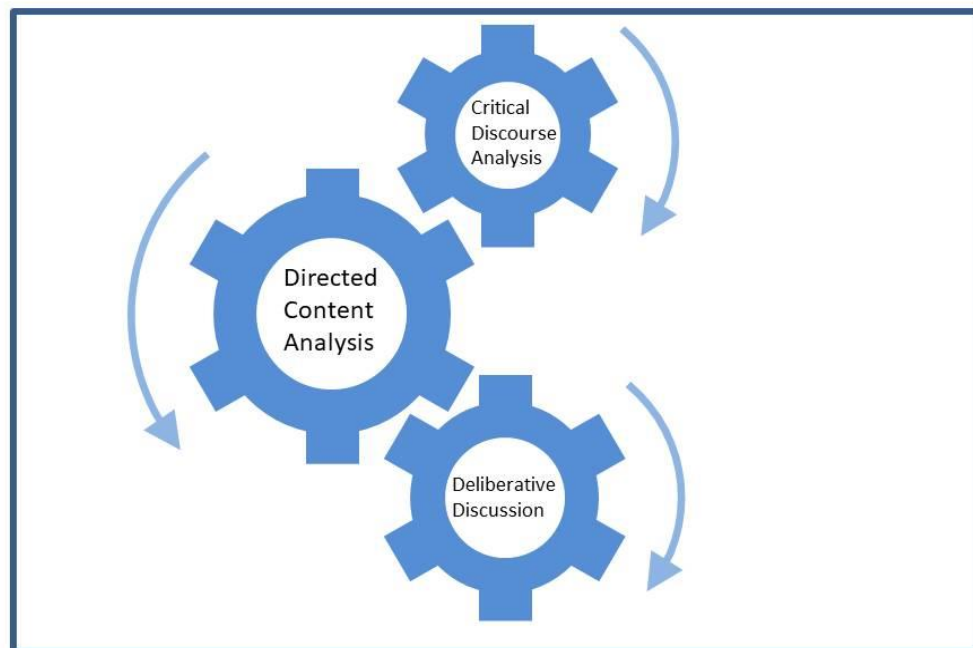 Critical
Discourse
Analysis
Directed
Content
Analysis
Deliberative
Discussion